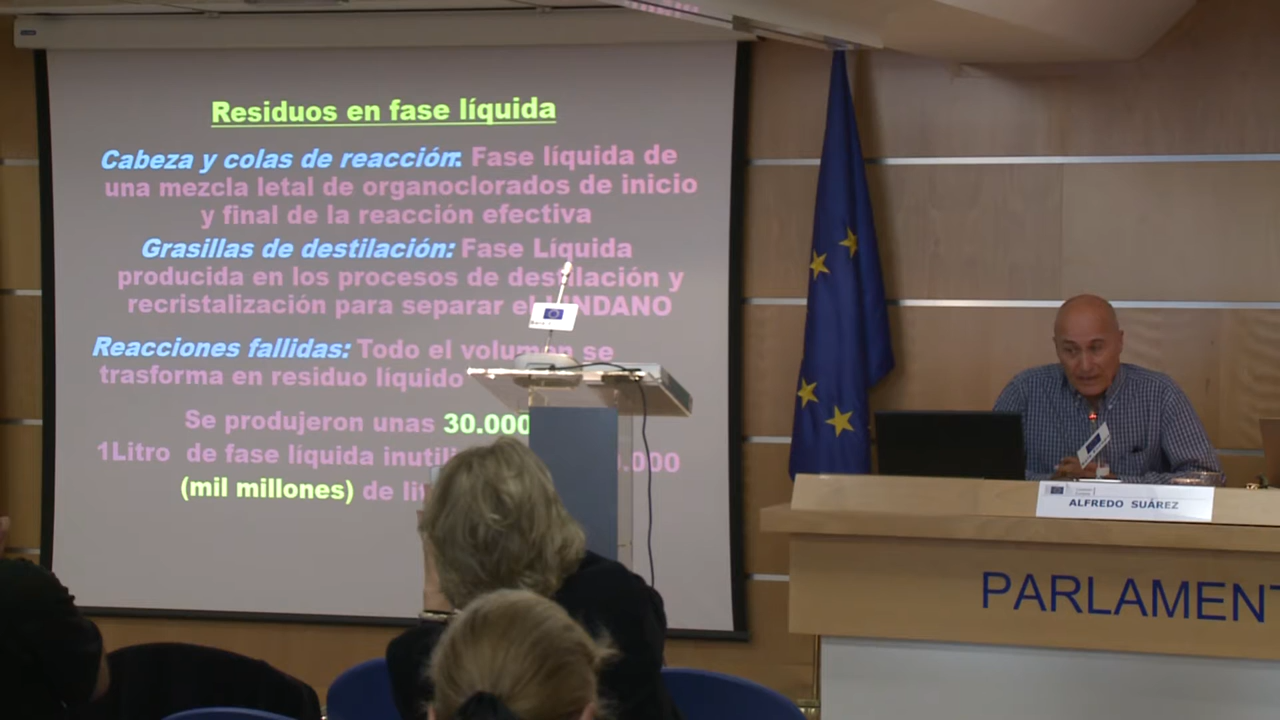 Residuos en fase líquida
Cabeza y colas de reacción: Fase líquida de
una mezcla letal de organoclorados de inicio
y final de la reacción efectiva
Grasillas de destilación: Fase Líquida
producida en los procesos de destilación y
recristalización para separar el LINDANO
Reacciones fallidas: Todo el volumen se
trasforma en residuo líquido
Se produjeron unas 30.000
1Litro de fase líquida
(mil millones) de
ALFREDO SUÁREZ
PARLAMENT